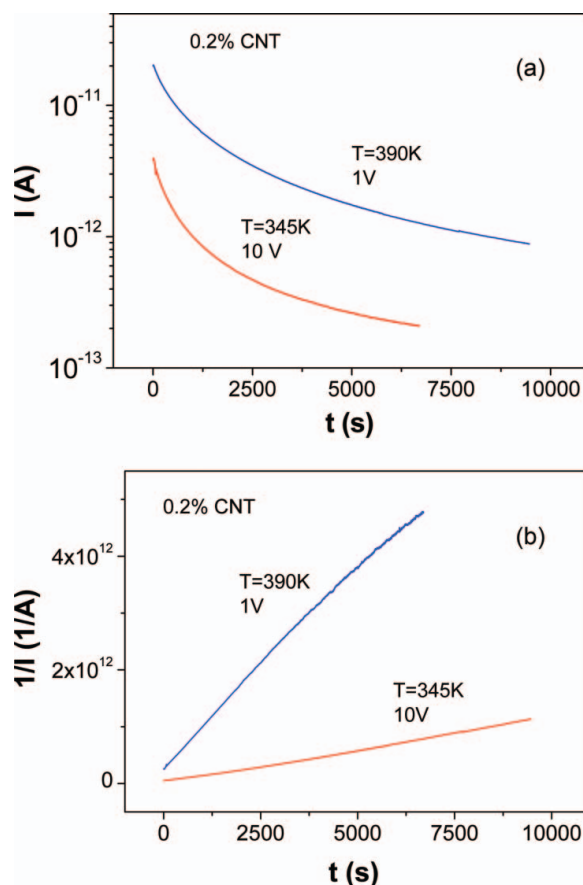 0.2% CNT
(a)
10⁻¹¹
T=390K
1V
I (A)
10⁻¹²
T=345K
10 V
10⁻¹³
0 2500 5000 7500 10000
t (s)
0.2% CNT
(b)
4x10¹²
T=390K
1V
1/I (1/A)
2x10¹²
T=345K
10V
0
0 2500 5000 7500 10000
t (s)